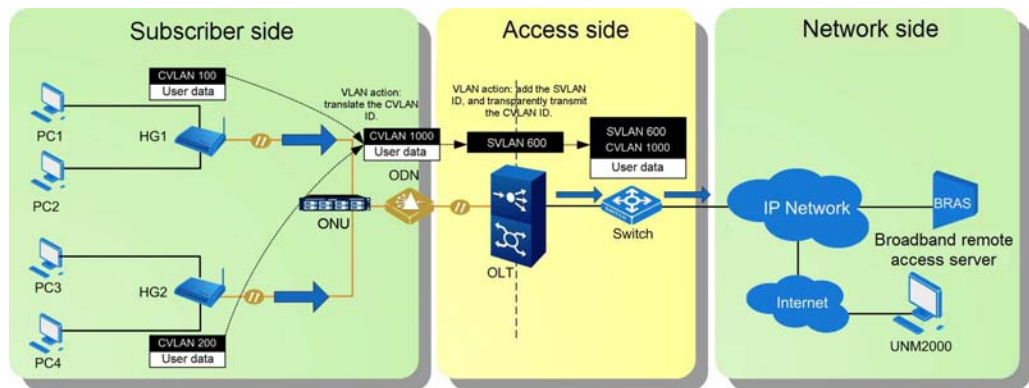 Subscriber side
CVLAN 100
User data
VLAN action:
translate the CVLAN
ID.
PC1
HG1
PC2
CVLAN 1000
User data
ODN
ONU
PC3
HG2
PC4
CVLAN 200
User data
Access side
VLAN action: add the SVLAN
ID, and transparently transmit
the CVLAN ID.
SVLAN 600
SVLAN 600
CVLAN 1000
User data
OLT
SWITCH
Switch
Network side
IP Network
BRAS
Broadband remote
access server
Internet
UNM2000